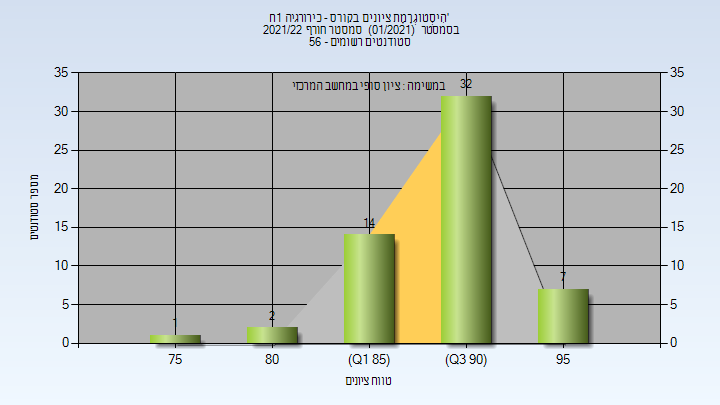 הִיסְטוֹגְרָמַת ציונים בקורס - כירורגיה 1ח'
בסמסטר (01/2021) סמסטר חורף 2021/22
סטודנטים רשומים - 56
במשימה : ציון סופי במחשב המרכזי
35 35
30 30
25 25
20 20
15 15
10 10
5 5
0 0
32
14
7
2
1
75 80 (Q1 85) (Q3 90) 95
מספר סטודנטים
טווח ציונים